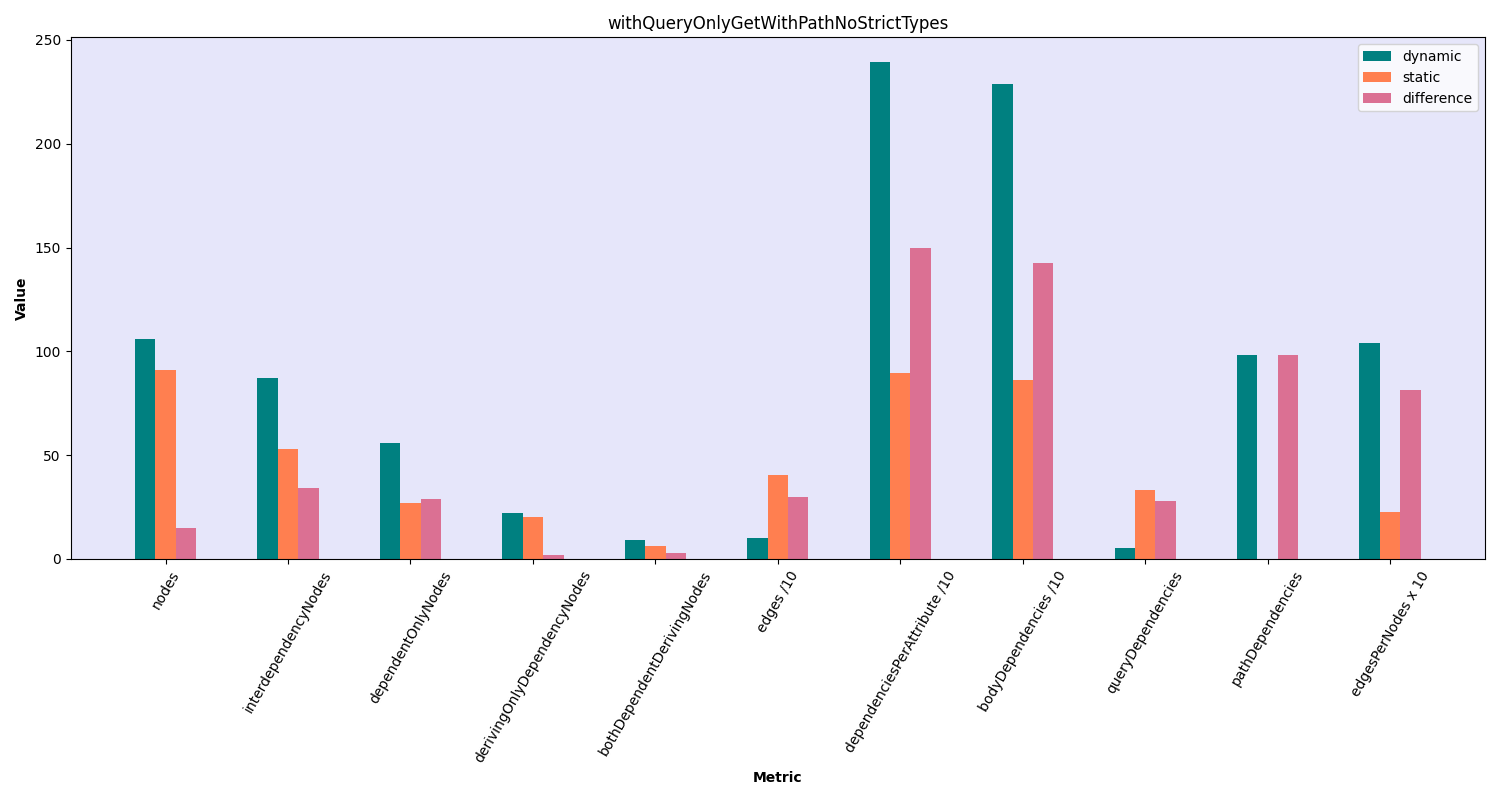 withQueryOnlyGetWithPathNoStrictTypes
250
200
150
100
50
0
Value
dynamic
static
difference
nodes
interdependencyNodes
dependentOnlyNodes
derivingOnlyDependencyNodes
bothDependentDerivingNodes
edges /10
dependenciesPerAttribute /10
bodyDependencies /10
queryDependencies
pathDependencies
edgesPerNodes x 10
Metric